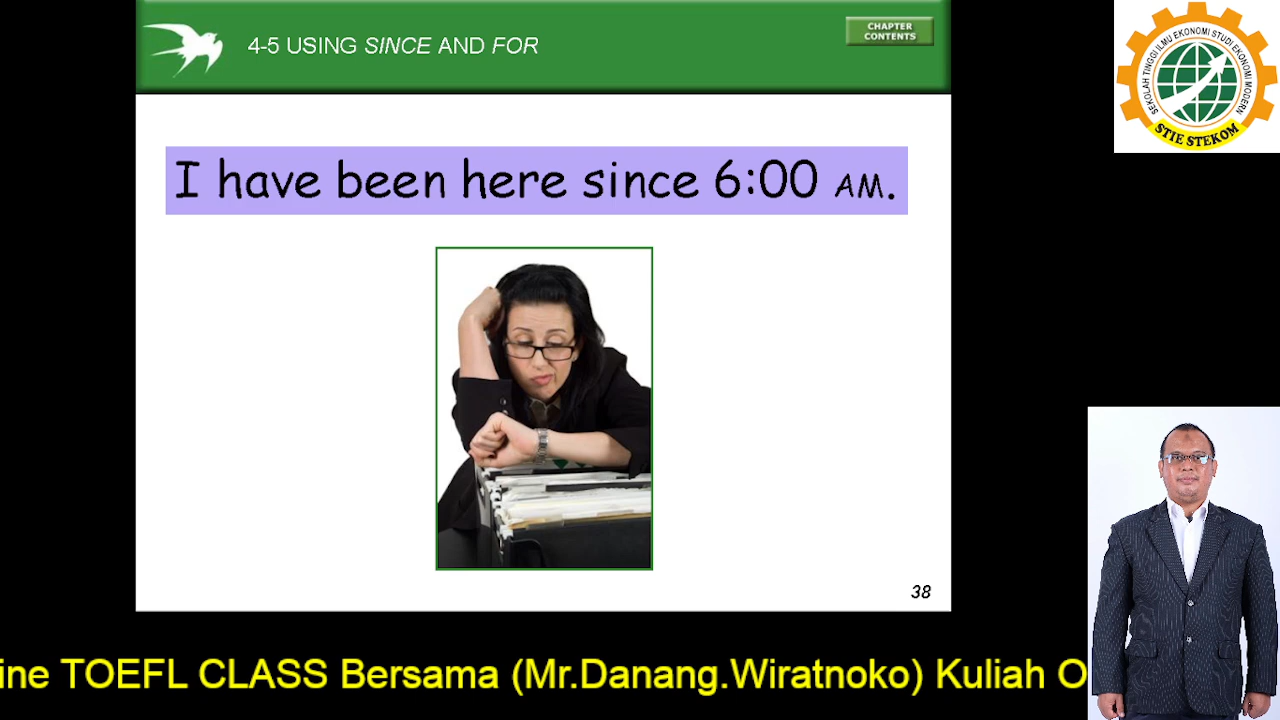 4-5 USING SINCE AND FOR
CHAPTER
CONTENTS
I have been here since 6:00 AM.
38
SEKOLAH TINGGI ILMU EKONOMI STUDI EKONOMI MODERN
STIE STEKOM
ine TOEFL CLASS Bersama (Mr.Danang.Wiratnoko) Kuliah O